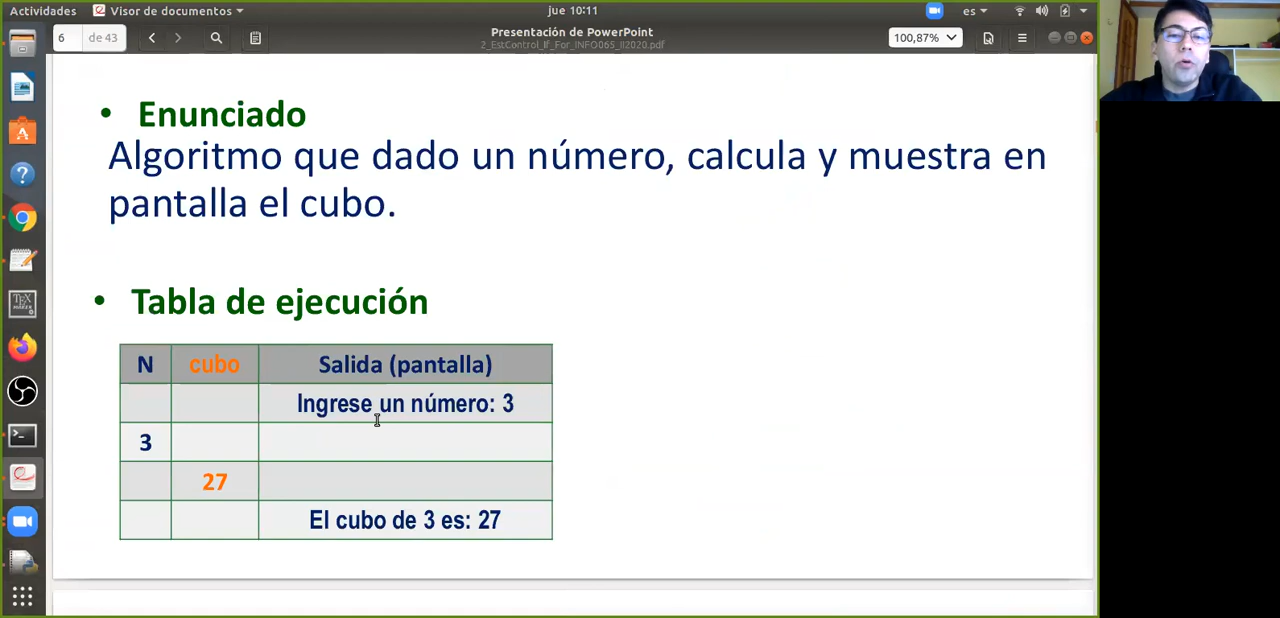 Actividades
Visor de documentos
jue 10:11
es
6
de 43
Presentación de PowerPoint
2_EstControl_If_For_INFO065_II2020.pdf
100,87%
• Enunciado
Algoritmo que dado un número, calcula y muestra en
pantalla el cubo.
• Tabla de ejecución
N cubo Salida (pantalla)
Ingrese un número: 3
3
27
El cubo de 3 es: 27